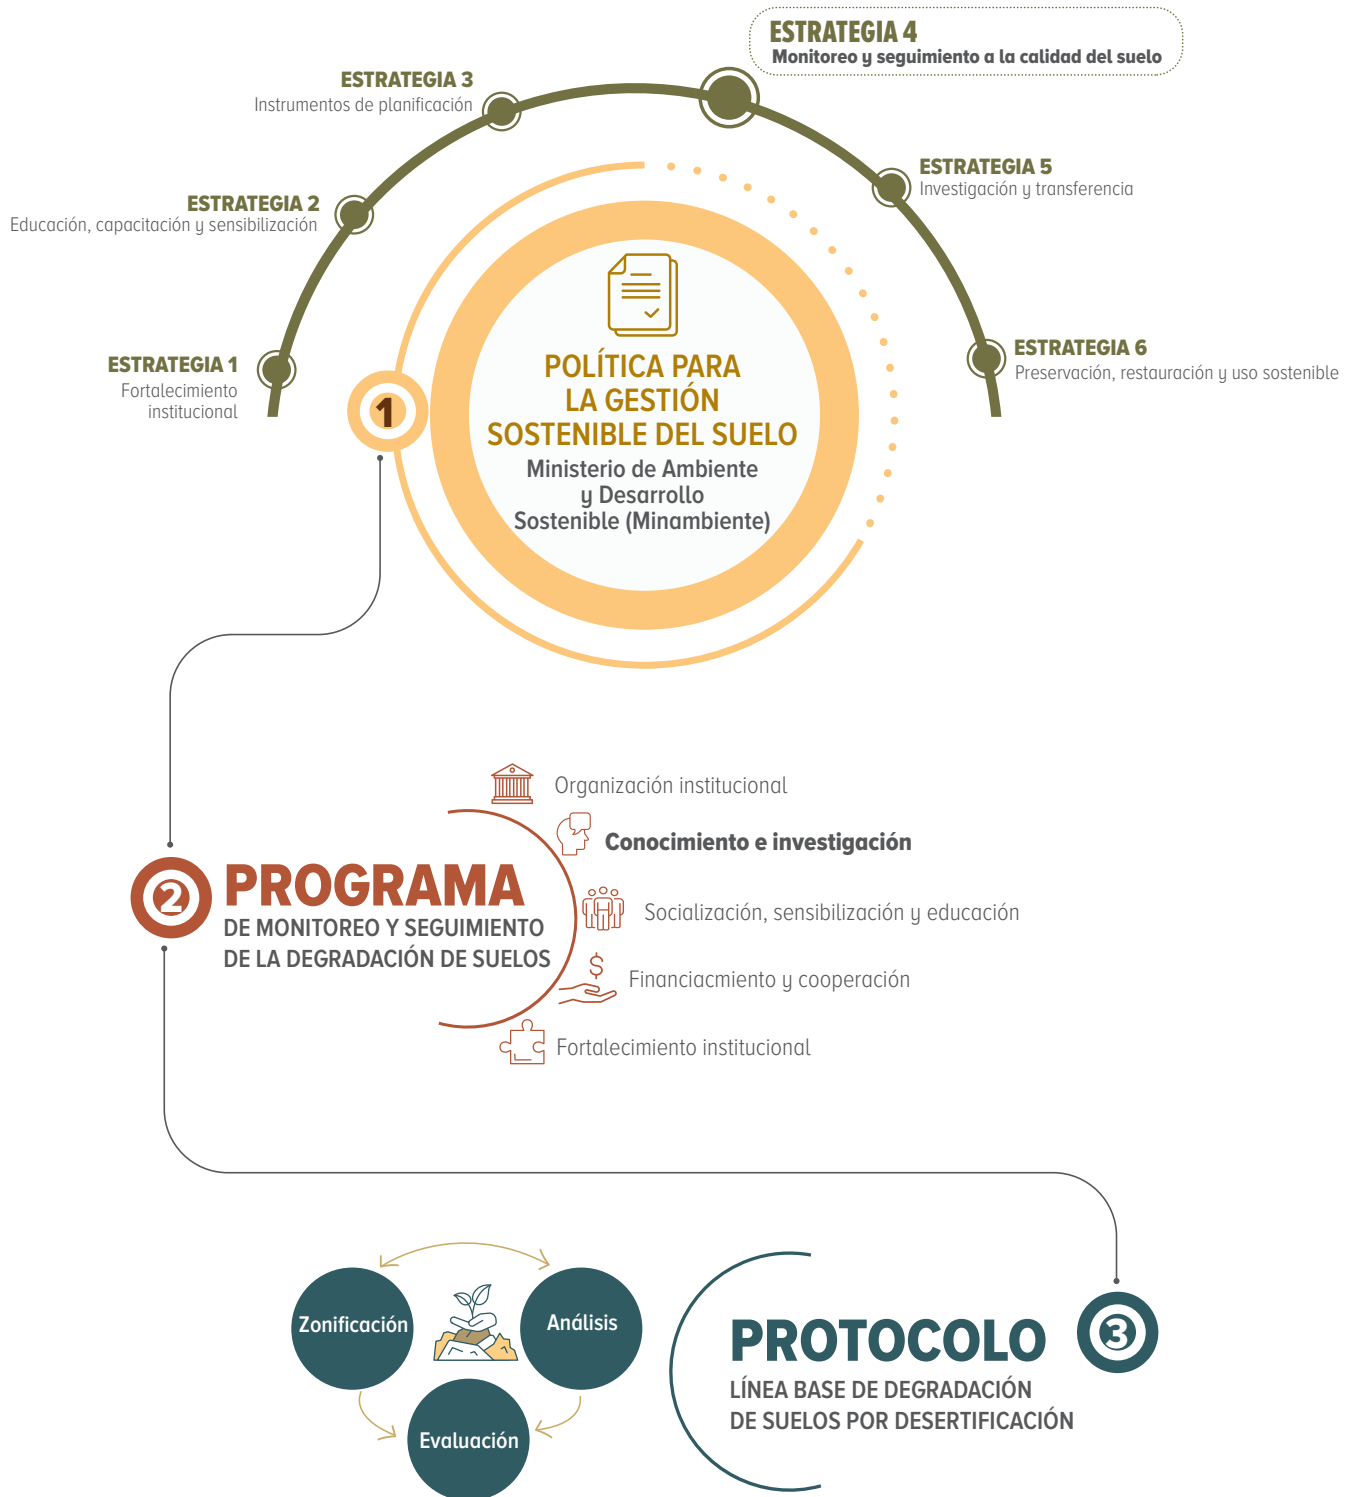 ESTRATEGIA 4
Monitoreo y seguimiento a la calidad del suelo
ESTRATEGIA 3
Instrumentos de planificación
ESTRATEGIA 5
Investigación y transferencia
ESTRATEGIA 2
Educación, capacitación y sensibilización
ESTRATEGIA 1
Fortalecimiento
institucional
ESTRATEGIA 6
Preservación, restauración y uso sostenible
1
POLÍTICA PARA
LA GESTIÓN
SOSTENIBLE DEL SUELO
Ministerio de Ambiente
y Desarrollo
Sostenible (Minambiente)
2
PROGRAMA
DE MONITOREO Y SEGUIMIENTO
DE LA DEGRADACIÓN DE SUELOS
Organización institucional
Conocimiento e investigación
Socialización, sensibilización y educación
$
Financiacmiento y cooperación
Fortalecimiento institucional
Zonificación
Análisis
Evaluación
PROTOCOLO
3
LÍNEA BASE DE DEGRADACIÓN
DE SUELOS POR DESERTIFICACIÓN